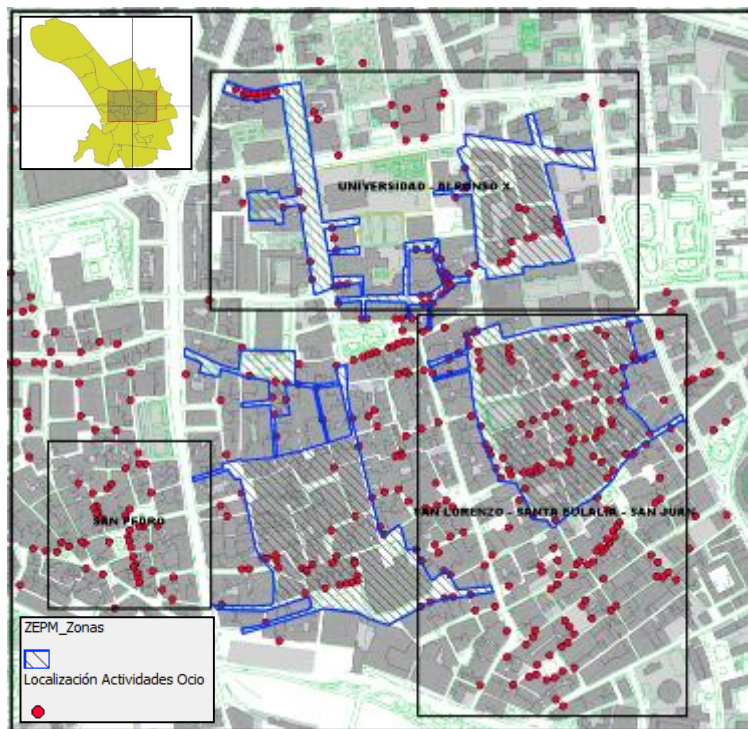 UNIVERSIDAD - ALFONSO X
SAN PEDRO
SAN LORENZO - SANTA EULALIA - SAN JUAN
ZEPM_Zonas
Localización Actividades Ocio